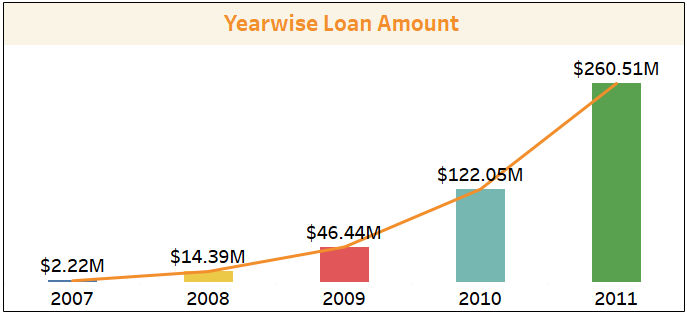 Yearwise Loan Amount
$260.51M
$122.05M
$46.44M
$14.39M
$2.22M
2007 2008 2009 2010 2011